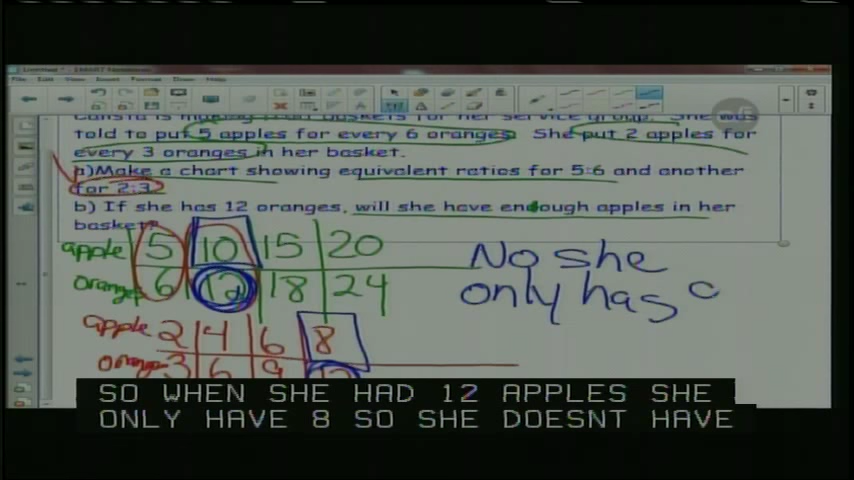 told to put 5 apples for every 6 oranges. She put 2 apples for
every 3 oranges in her basket.
a)Make a chart showing equivalent ratios for 5:6 and another
for 2:3.
b) If she has 12 oranges, will she have enough apples in her
basket?
apple 5 10 15 20
oranges 6 12 18 24
No she
only has
apple 2 4 6 8
orange 3 6 9 12
SO WHEN SHE HAD 12 APPLES SHE
ONLY HAVE 8 SO SHE DOESNT HAVE